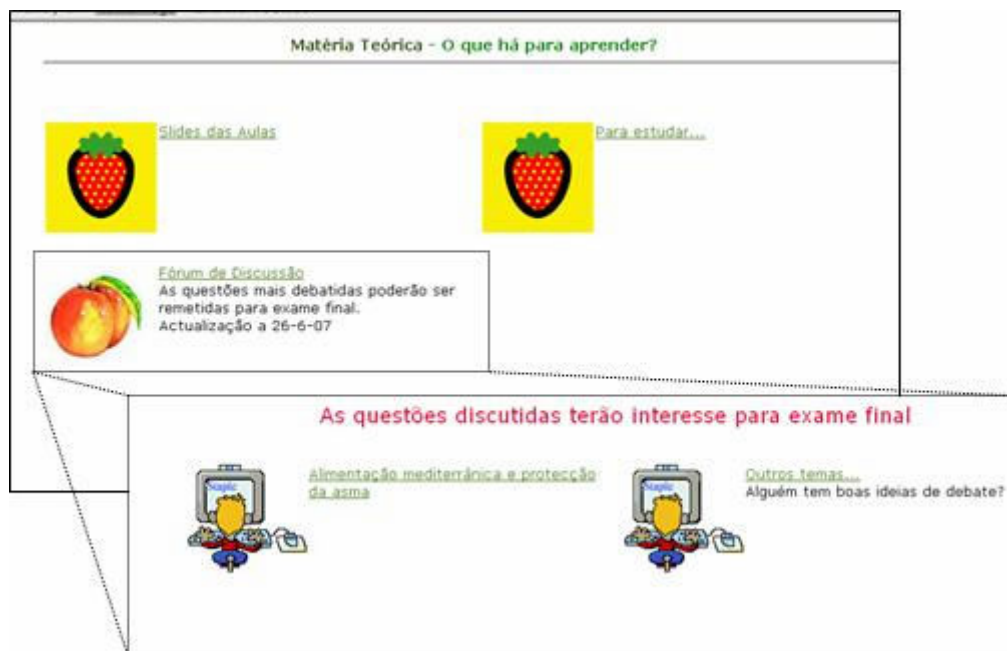 Matéria Teórica - O que há para aprender?
Slides das Aulas
Para estudar...
Fórum de Discussão
As questões mais debatidas poderão ser
remetidas para exame final.
Actualização a 26-6-07
As questões discutidas terão interesse para exame final
Alimentação mediterrânica e protecção
da asma
Outros temas...
Alguém tem boas ideias de debate?